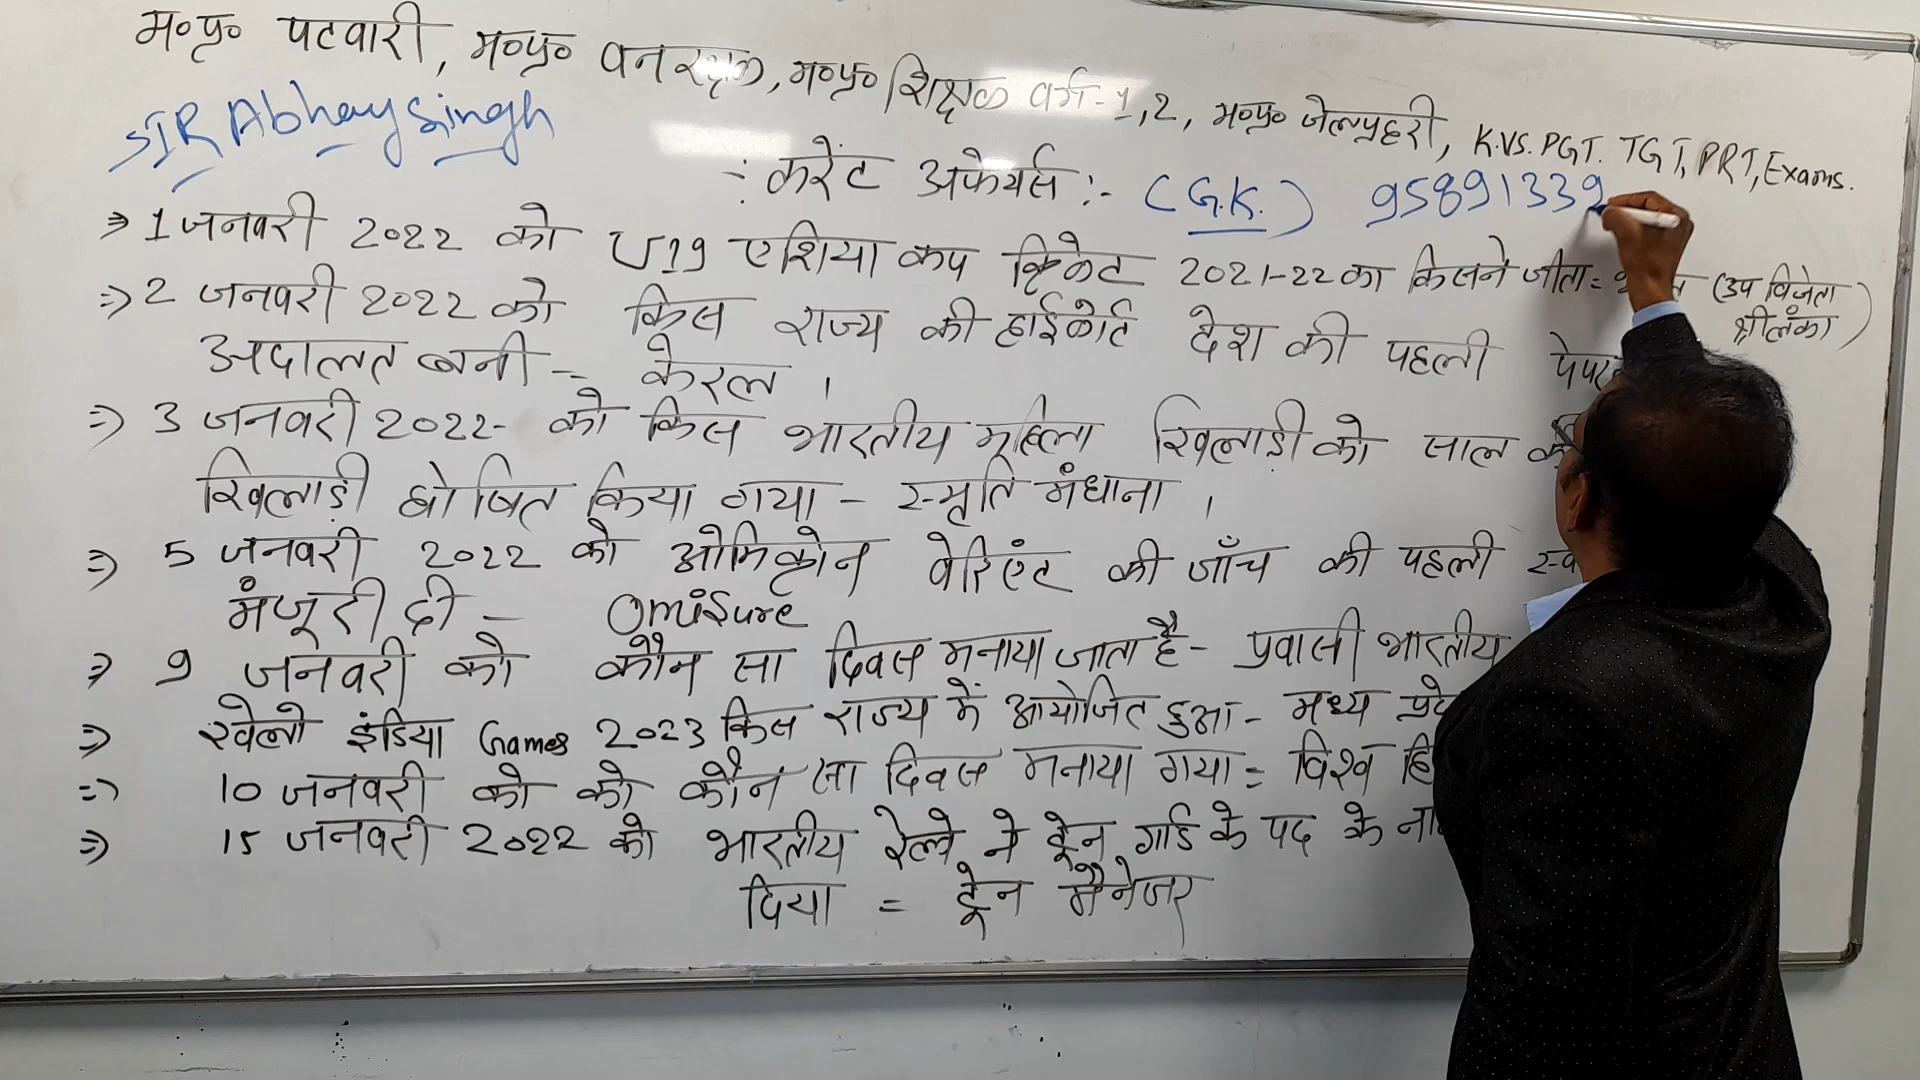 म०प्र० पटवारी, म०प्र० वनरक्षक, म०प्र० शिक्षक वर्ग-1,2, म०प्र० जेलप्रहरी, K.VS. PGT. TGT, PRT, Exams.
SIR Abhay Singh
:- करेंट अफेयर्स :- (G.K.) 95891339
⇒ 1 जनवरी 2022 को U19 एशिया कप क्रिकेट 2021-22 का किसने जीता = (उप विजेता
श्रीलंका)
⇒ 2 जनवरी 2022 को किस राज्य की हाईकोर्ट देश की पहली
अदालत बनी - केरल ।
⇒ 3 जनवरी 2022- को किस भारतीय महिला खिलाड़ी को साल
खिलाड़ी घोषित किया गया - स्मृति मंधाना ।
⇒ 5 जनवरी 2022 को ओमिक्रोन वेरिएंट की जाँच की पहली
मंजूरी दी - OmiSure
⇒ 9 जनवरी को कौन सा दिवस मनाया जाता है - प्रवासी भारतीय
⇒ खेलो इंडिया Games 2023 किस राज्य में आयोजित हुआ - मध्य
⇒ 10 जनवरी को को कौन सा दिवस मनाया गया = विश्व
⇒ 15 जनवरी 2022 को भारतीय रेल्वे ने ट्रेन गार्ड के पद के
दिया = ट्रेन मैनेजर